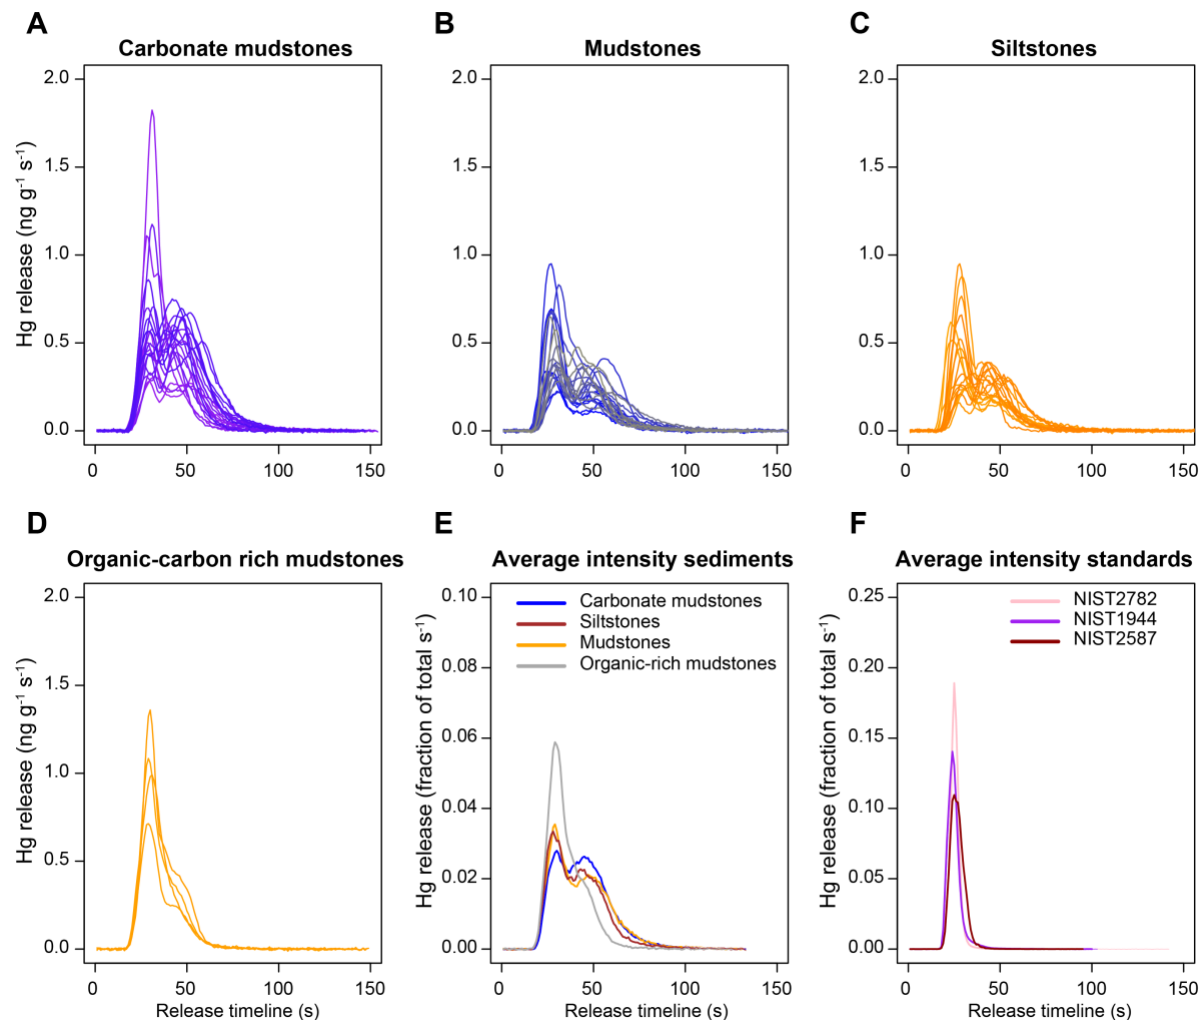 A
Carbonate mudstones
2.0
1.5
1.0
0.5
0.0
Hg release (ng g⁻¹ s⁻¹)
0 50 100 150
B
Mudstones
2.0
1.5
1.0
0.5
0.0
0 50 100 150
C
Siltstones
2.0
1.5
1.0
0.5
0.0
0 50 100 150
D
Organic-carbon rich mudstones
2.0
1.5
1.0
0.5
0.0
Hg release (ng g⁻¹ s⁻¹)
0 50 100 150
Release timeline (s)
E
Average intensity sediments
Carbonate mudstones
Siltstones
Mudstones
Organic-rich mudstones
0.10
0.08
0.06
0.04
0.02
0.00
Hg release (fraction of total s⁻¹)
0 50 100 150
Release timeline (s)
F
Average intensity standards
NIST2782
NIST1944
NIST2587
0.25
0.20
0.15
0.10
0.05
0.00
Hg release (fraction of total s⁻¹)
0 50 100 150
Release timeline (s)